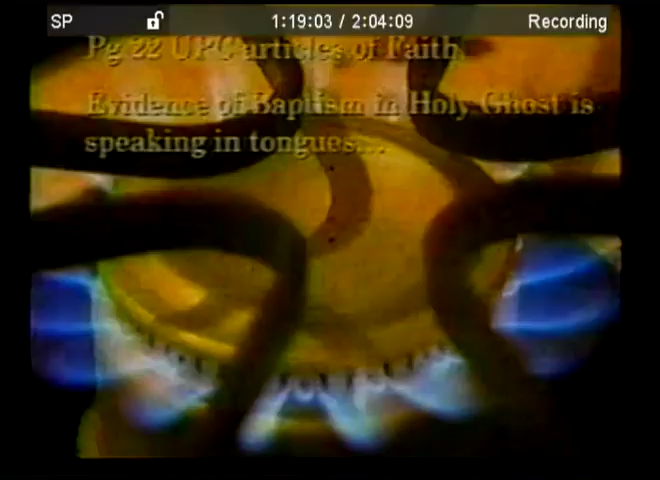 SP 1:19:03 / 2:04:09 Recording
Pg 22 UPC articles of Faith
Evidence of Baptism in Holy Ghost is
speaking in tongues...